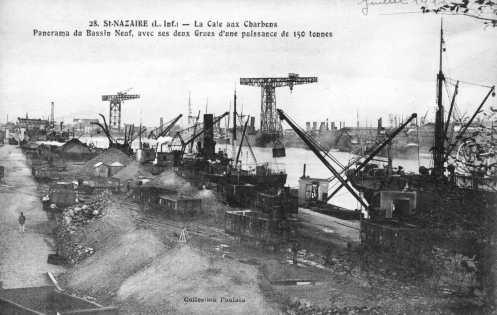 28. St-NAZAIRE (L. Inf.) - La Cale aux Charbons
Panorama du Bassin Neuf, avec ses deux Grues d'une puissance de 150 tonnes
Collection